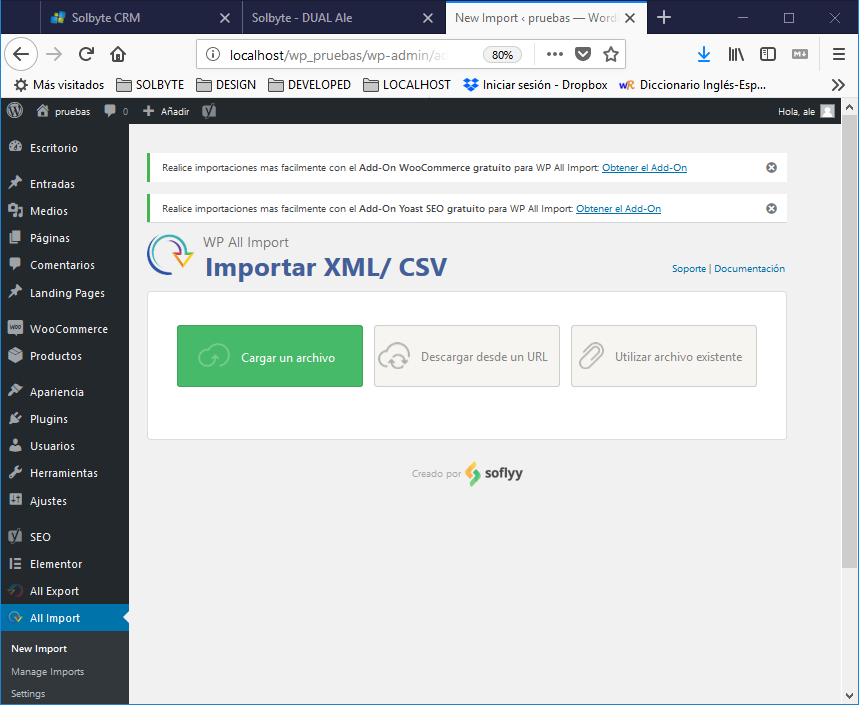 Solbyte CRM
Solbyte - DUAL Ale
New Import ‹ pruebas — Word
localhost/wp_pruebas/wp-admin/ad
80%
Más visitados
SOLBYTE
DESIGN
DEVELOPED
LOCALHOST
Iniciar sesión - Dropbox
wR
Diccionario Inglés-Esp...
pruebas
0
Añadir
Hola, ale
Escritorio
Entradas
Medios
Páginas
Comentarios
Landing Pages
WooCommerce
Productos
Apariencia
Plugins
Usuarios
Herramientas
Ajustes
SEO
Elementor
All Export
All Import
New Import
Manage Imports
Settings
Realice importaciones mas facilmente con el Add-On WooCommerce gratuito para WP All Import: Obtener el Add-On
Realice importaciones mas facilmente con el Add-On Yoast SEO gratuito para WP All Import: Obtener el Add-On
WP All Import
Importar XML/ CSV
Soporte | Documentación
Cargar un archivo
Descargar desde un URL
Utilizar archivo existente
Creado por soflyy